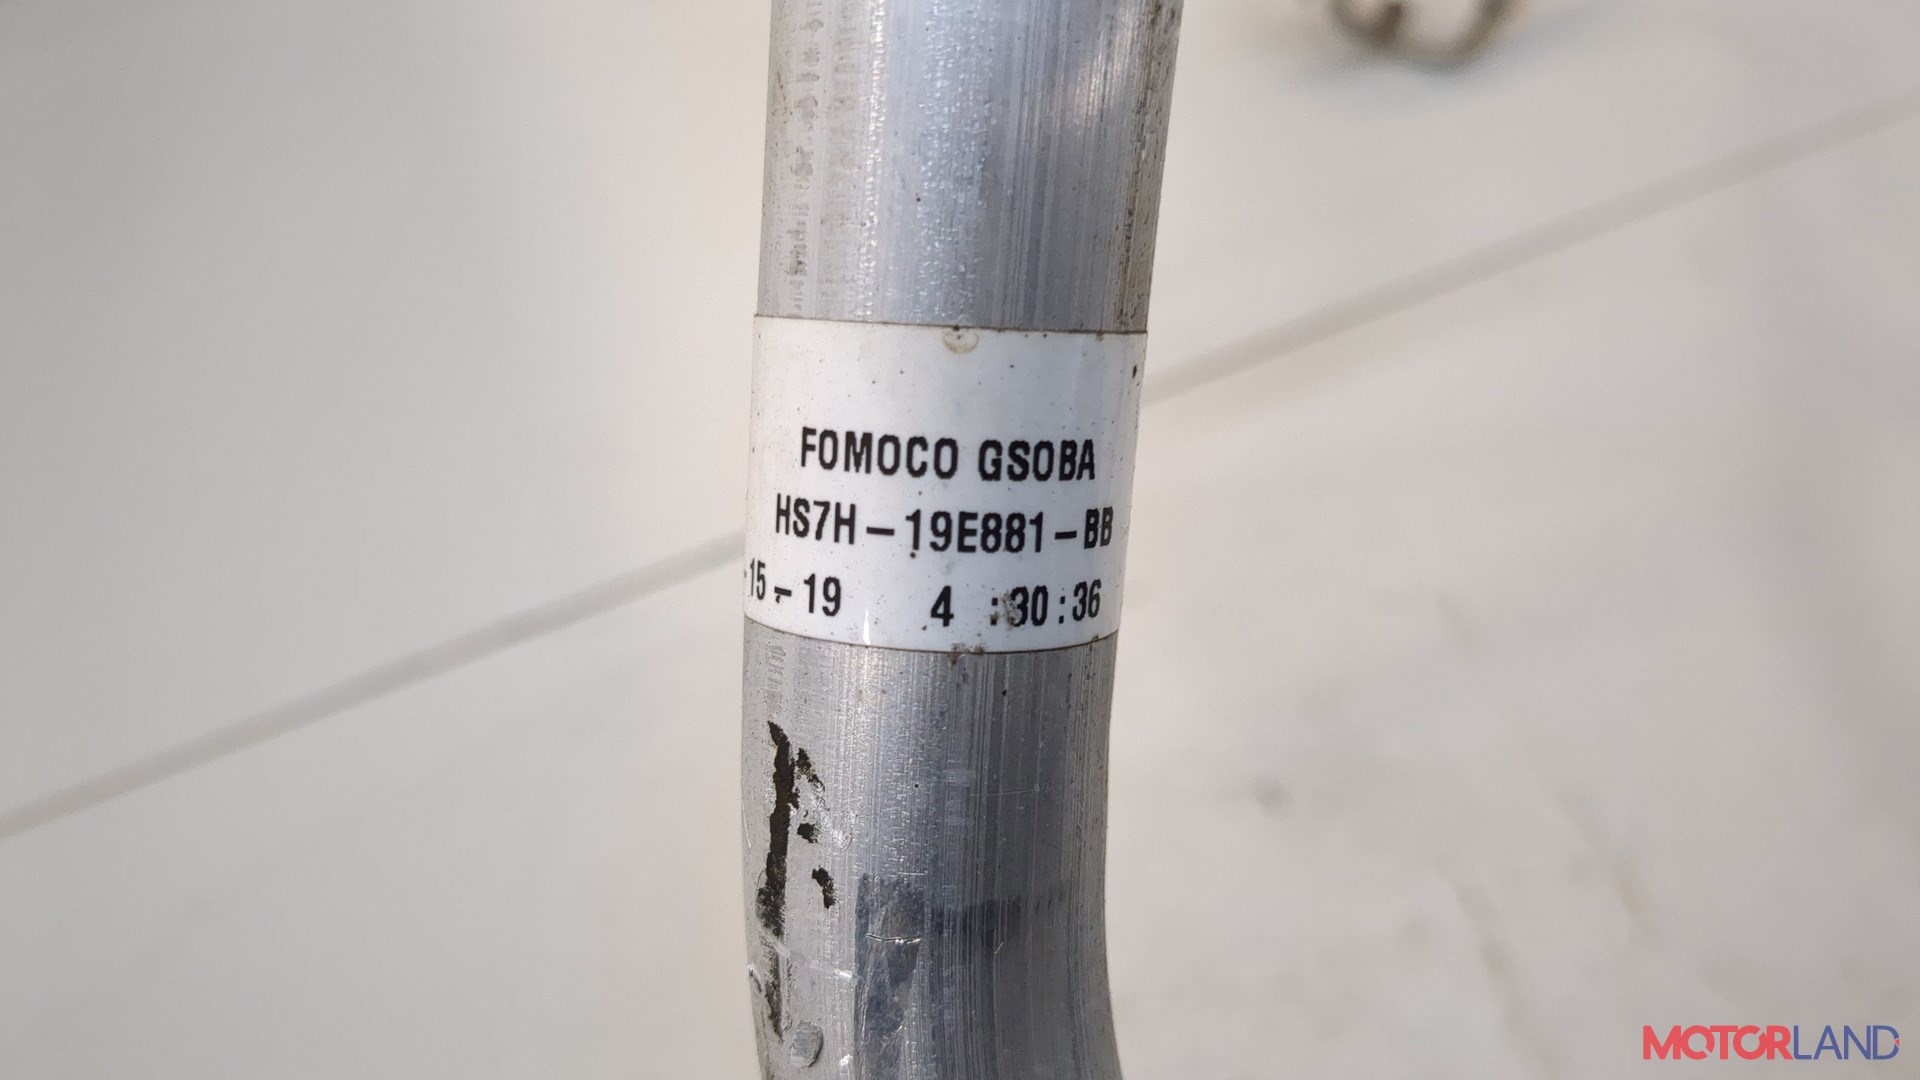 FOMOCO GSOBA
HS7H-19E881-BB
-15-19 4 :30:36
MOTORLAND